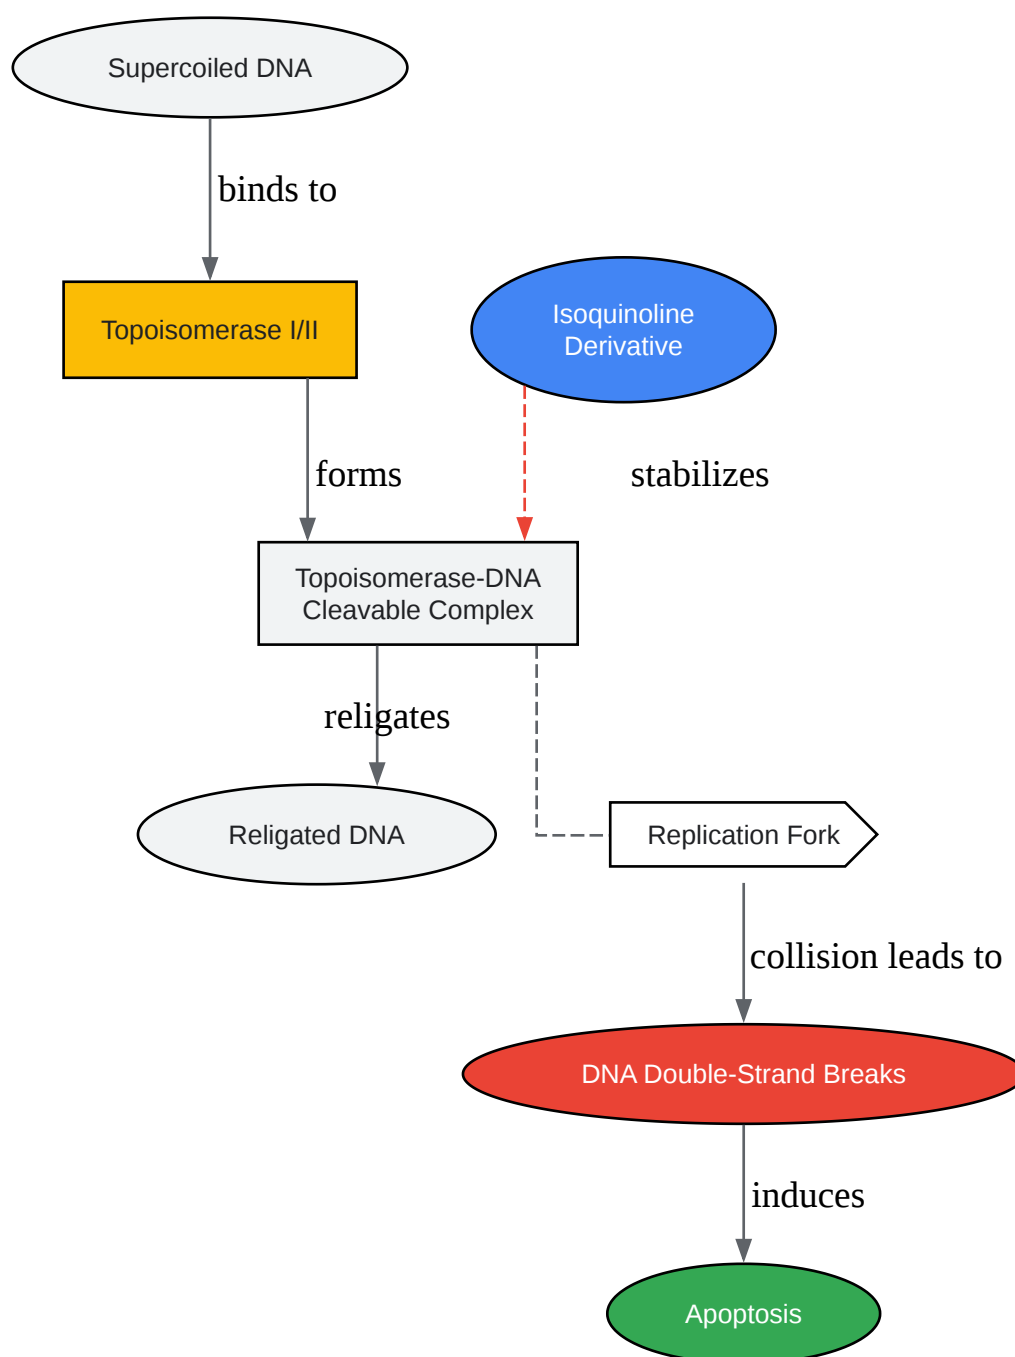 Supercoiled DNA
binds to
Topoisomerase I/II
Isoquinoline
Derivative
forms
stabilizes
Topoisomerase-DNA
Cleavable Complex
religates
Religated DNA
Replication Fork
collision leads to
DNA Double-Strand Breaks
induces
Apoptosis